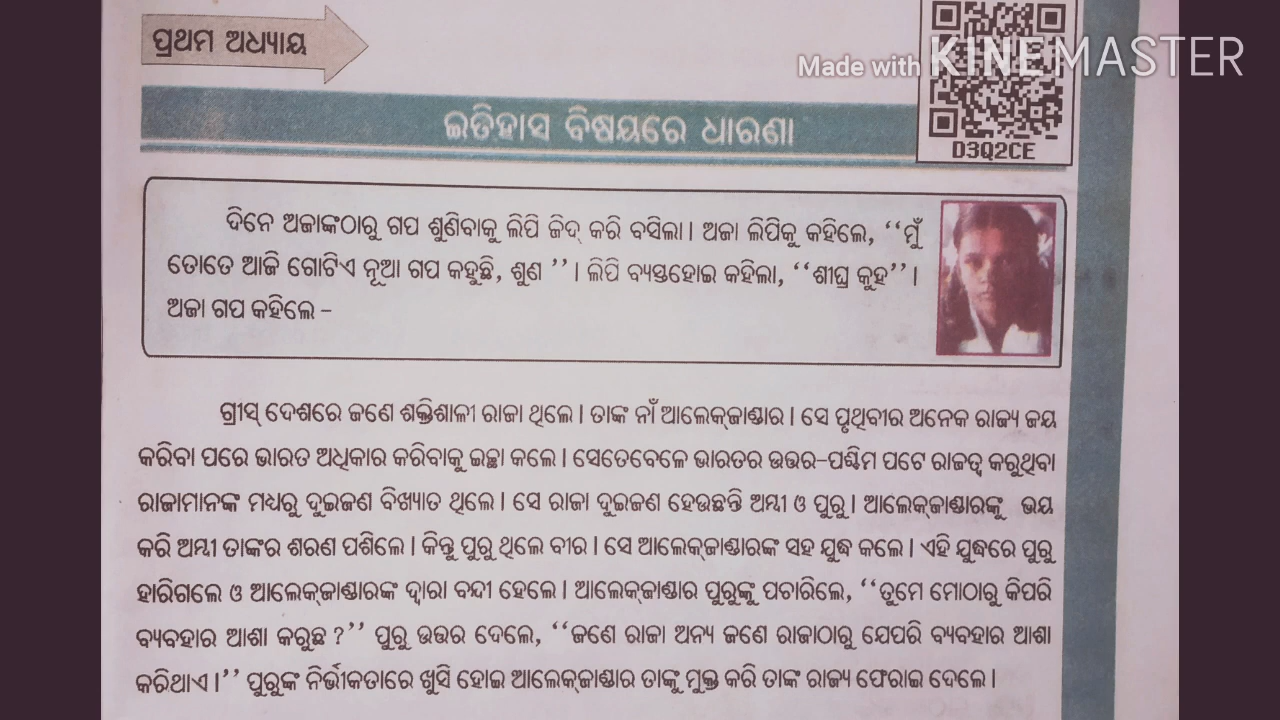 ପ୍ରଥମ ଅଧ୍ୟାୟ
Made with KINEMASTER
ଇତିହାସ ବିଷୟରେ ଧାରଣା
D3Q2CE
ଦିନେ ଅଜାଙ୍କଠାରୁ ଗପ ଶୁଣିବାକୁ ଲିପି ଜିଦ୍ କରି ବସିଲା। ଅଜା ଲିପିକୁ କହିଲେ, ‘‘ମୁଁ
ତୋତେ ଆଜି ଗୋଟିଏ ନୂଆ ଗପ କହୁଛି, ଶୁଣ ’’। ଲିପି ବ୍ୟସ୍ତହୋଇ କହିଲା, ‘‘ଶୀଘ୍ର କୁହ’’।
ଅଜା ଗପ କହିଲେ –
ଗ୍ରୀସ୍ ଦେଶରେ ଜଣେ ଶକ୍ତିଶାଳୀ ରାଜା ଥିଲେ। ତାଙ୍କ ନାଁ ଆଲେକ୍‌ଜାଣ୍ଡାର। ସେ ପୃଥିବୀର ଅନେକ ରାଜ୍ୟ ଜୟ
କରିବା ପରେ ଭାରତ ଅଧିକାର କରିବାକୁ ଇଚ୍ଛା କଲେ। ସେତେବେଳେ ଭାରତର ଉତ୍ତର-ପଶ୍ଚିମ ପଟେ ରାଜତ୍ୱ କରୁଥିବା
ରାଜାମାନଙ୍କ ମଧ୍ୟରୁ ଦୁଇଜଣ ବିଖ୍ୟାତ ଥିଲେ। ସେ ରାଜା ଦୁଇଜଣ ହେଉଛନ୍ତି ଅମ୍ଭୀ ଓ ପୁରୁ। ଆଲେକ୍‌ଜାଣ୍ଡାରଙ୍କୁ ଭୟ
କରି ଅମ୍ଭୀ ତାଙ୍କର ଶରଣ ପଶିଲେ। କିନ୍ତୁ ପୁରୁ ଥିଲେ ବୀର। ସେ ଆଲେକ୍‌ଜାଣ୍ଡାରଙ୍କ ସହ ଯୁଦ୍ଧ କଲେ। ଏହି ଯୁଦ୍ଧରେ ପୁରୁ
ହାରିଗଲେ ଓ ଆଲେକ୍‌ଜାଣ୍ଡାରଙ୍କ ଦ୍ୱାରା ବନ୍ଦୀ ହେଲେ। ଆଲେକ୍‌ଜାଣ୍ଡାର ପୁରୁଙ୍କୁ ପଚାରିଲେ, ‘‘ତୁମେ ମୋଠାରୁ କିପରି
ବ୍ୟବହାର ଆଶା କରୁଛ ?’’ ପୁରୁ ଉତ୍ତର ଦେଲେ, ‘‘ଜଣେ ରାଜା ଅନ୍ୟ ଜଣେ ରାଜାଠାରୁ ଯେପରି ବ୍ୟବହାର ଆଶା
କରିଥାଏ।’’ ପୁରୁଙ୍କ ନିର୍ଭୀକତାରେ ଖୁସି ହୋଇ ଆଲେକ୍‌ଜାଣ୍ଡାର ତାଙ୍କୁ ମୁକ୍ତ କରି ତାଙ୍କ ରାଜ୍ୟ ଫେରାଇ ଦେଲେ।